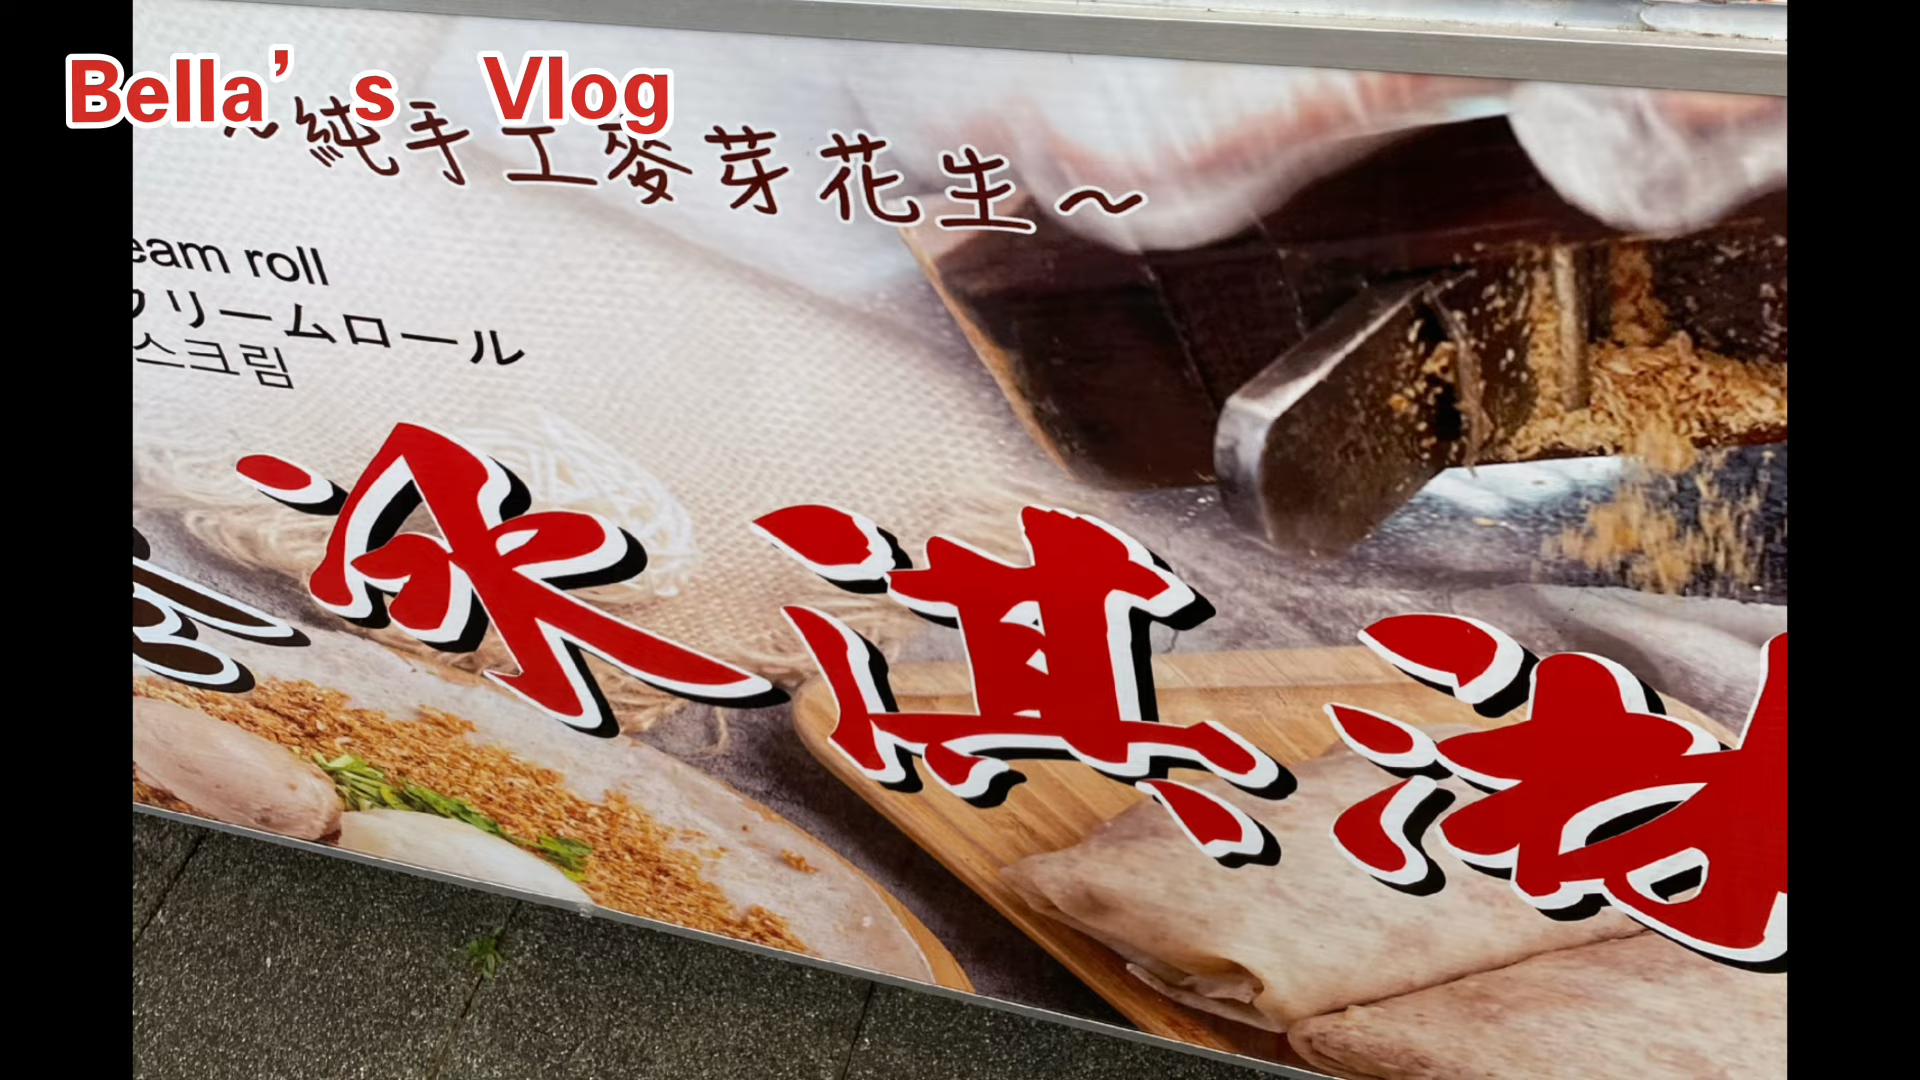 Bella’s Vlog
~純手工麥芽花生~
eam roll
クリームロール
스크림
冰淇淋